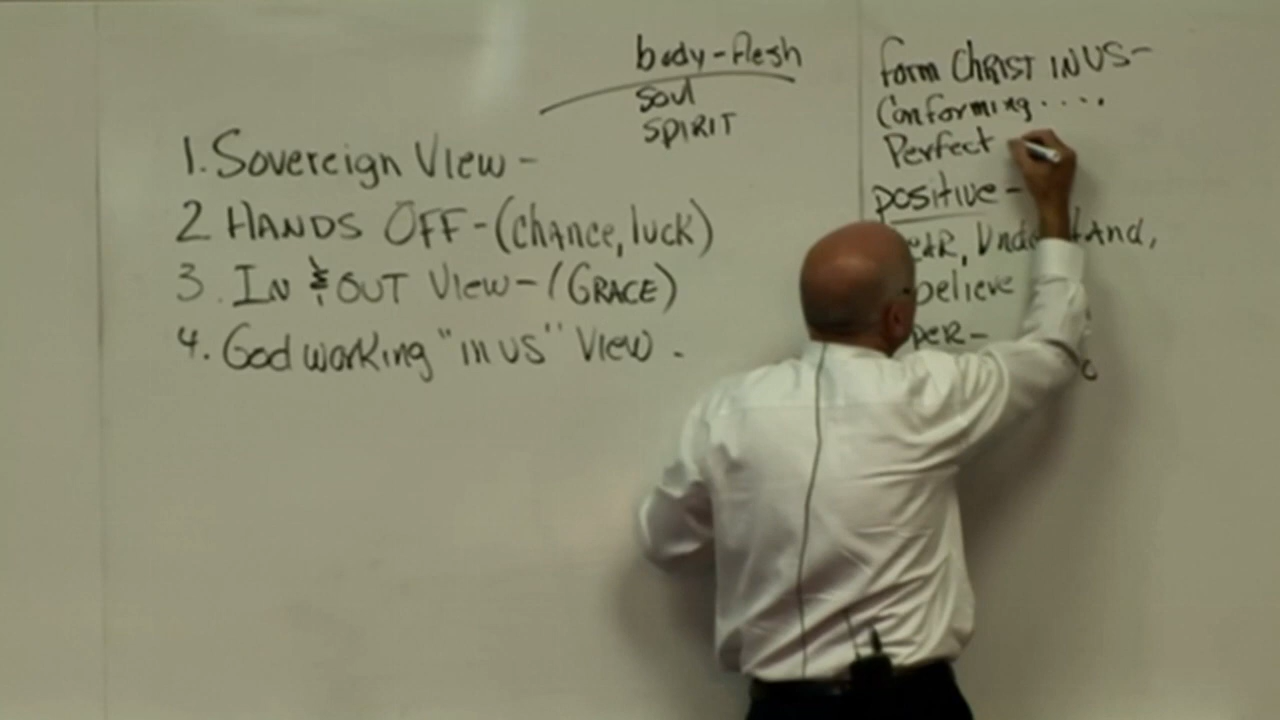 body-flesh
soul
SPIRIT
1. Sovereign View -
2 HANDS OFF - (Chance, luck)
3. IN & OUT View - (GRACE)
4. God working "in us" View.
form CHRIST IN US -
Conforming....
Perfect
positive -
believe